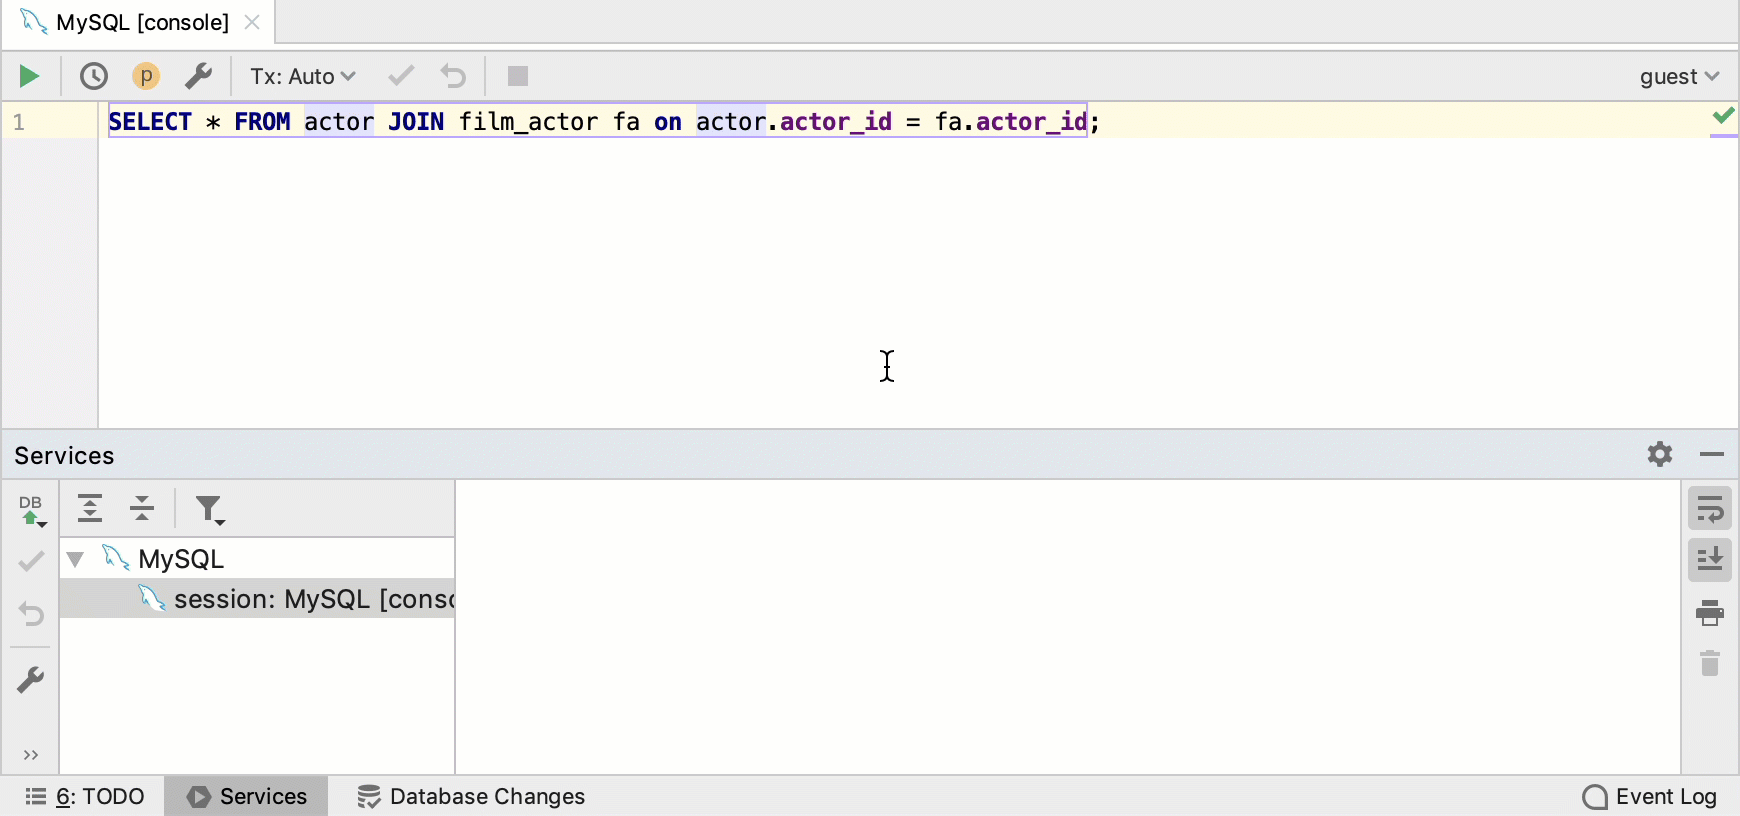 MySQL [console]
p
Tx: Auto
guest
1
SELECT * FROM actor JOIN film_actor fa on actor.actor_id = fa.actor_id;
Services
DB
MySQL
session: MySQL [conso
6: TODO
Services
Database Changes
Event Log